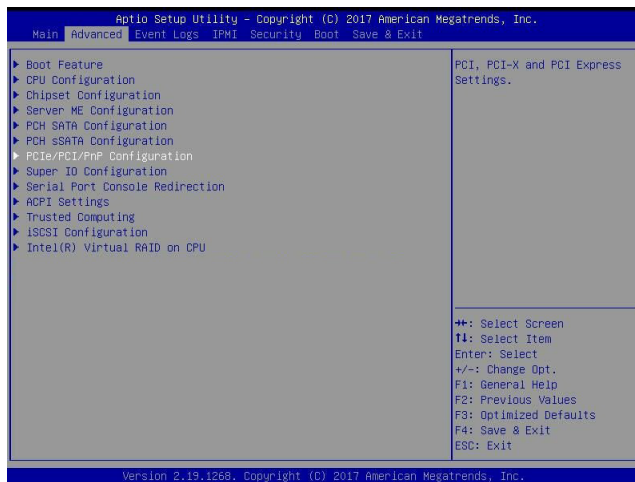 Aptio Setup Utility – Copyright (C) 2017 American Megatrends, Inc.
Main Advanced Event Logs IPMI Security Boot Save & Exit
Boot Feature
CPU Configuration
Chipset Configuration
Server ME Configuration
PCH SATA Configuration
PCH sSATA Configuration
PCIe/PCI/PnP Configuration
Super IO Configuration
Serial Port Console Redirection
ACPI Settings
Trusted Computing
iSCSI Configuration
Intel(R) Virtual RAID on CPU
PCI, PCI-X and PCI Express
Settings.
→←: Select Screen
↑↓: Select Item
Enter: Select
+/-: Change Opt.
F1: General Help
F2: Previous Values
F3: Optimized Defaults
F4: Save & Exit
ESC: Exit
Version 2.19.1268. Copyright (C) 2017 American Megatrends, Inc.